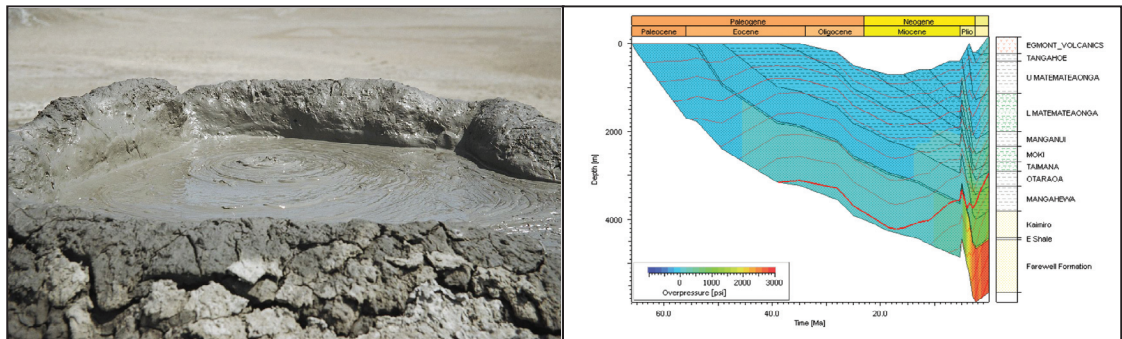 Paleogene Neogene
Paleocene Eocene Oligocene Miocene Plio
0
2000
4000
Depth [m]
EGMONT_VOLCANICS
TANGAHOE
U MATEMATEAONGA
L MATEMATEAONGA
MANGANUI
MOKI
TAIMANA
OTARAOA
MANGAHEWA
Kaimiro
E Shale
Farewell Formation
0 1000 2000 3000
Overpressure [psi]
60.0 40.0 20.0
Time [Ma]